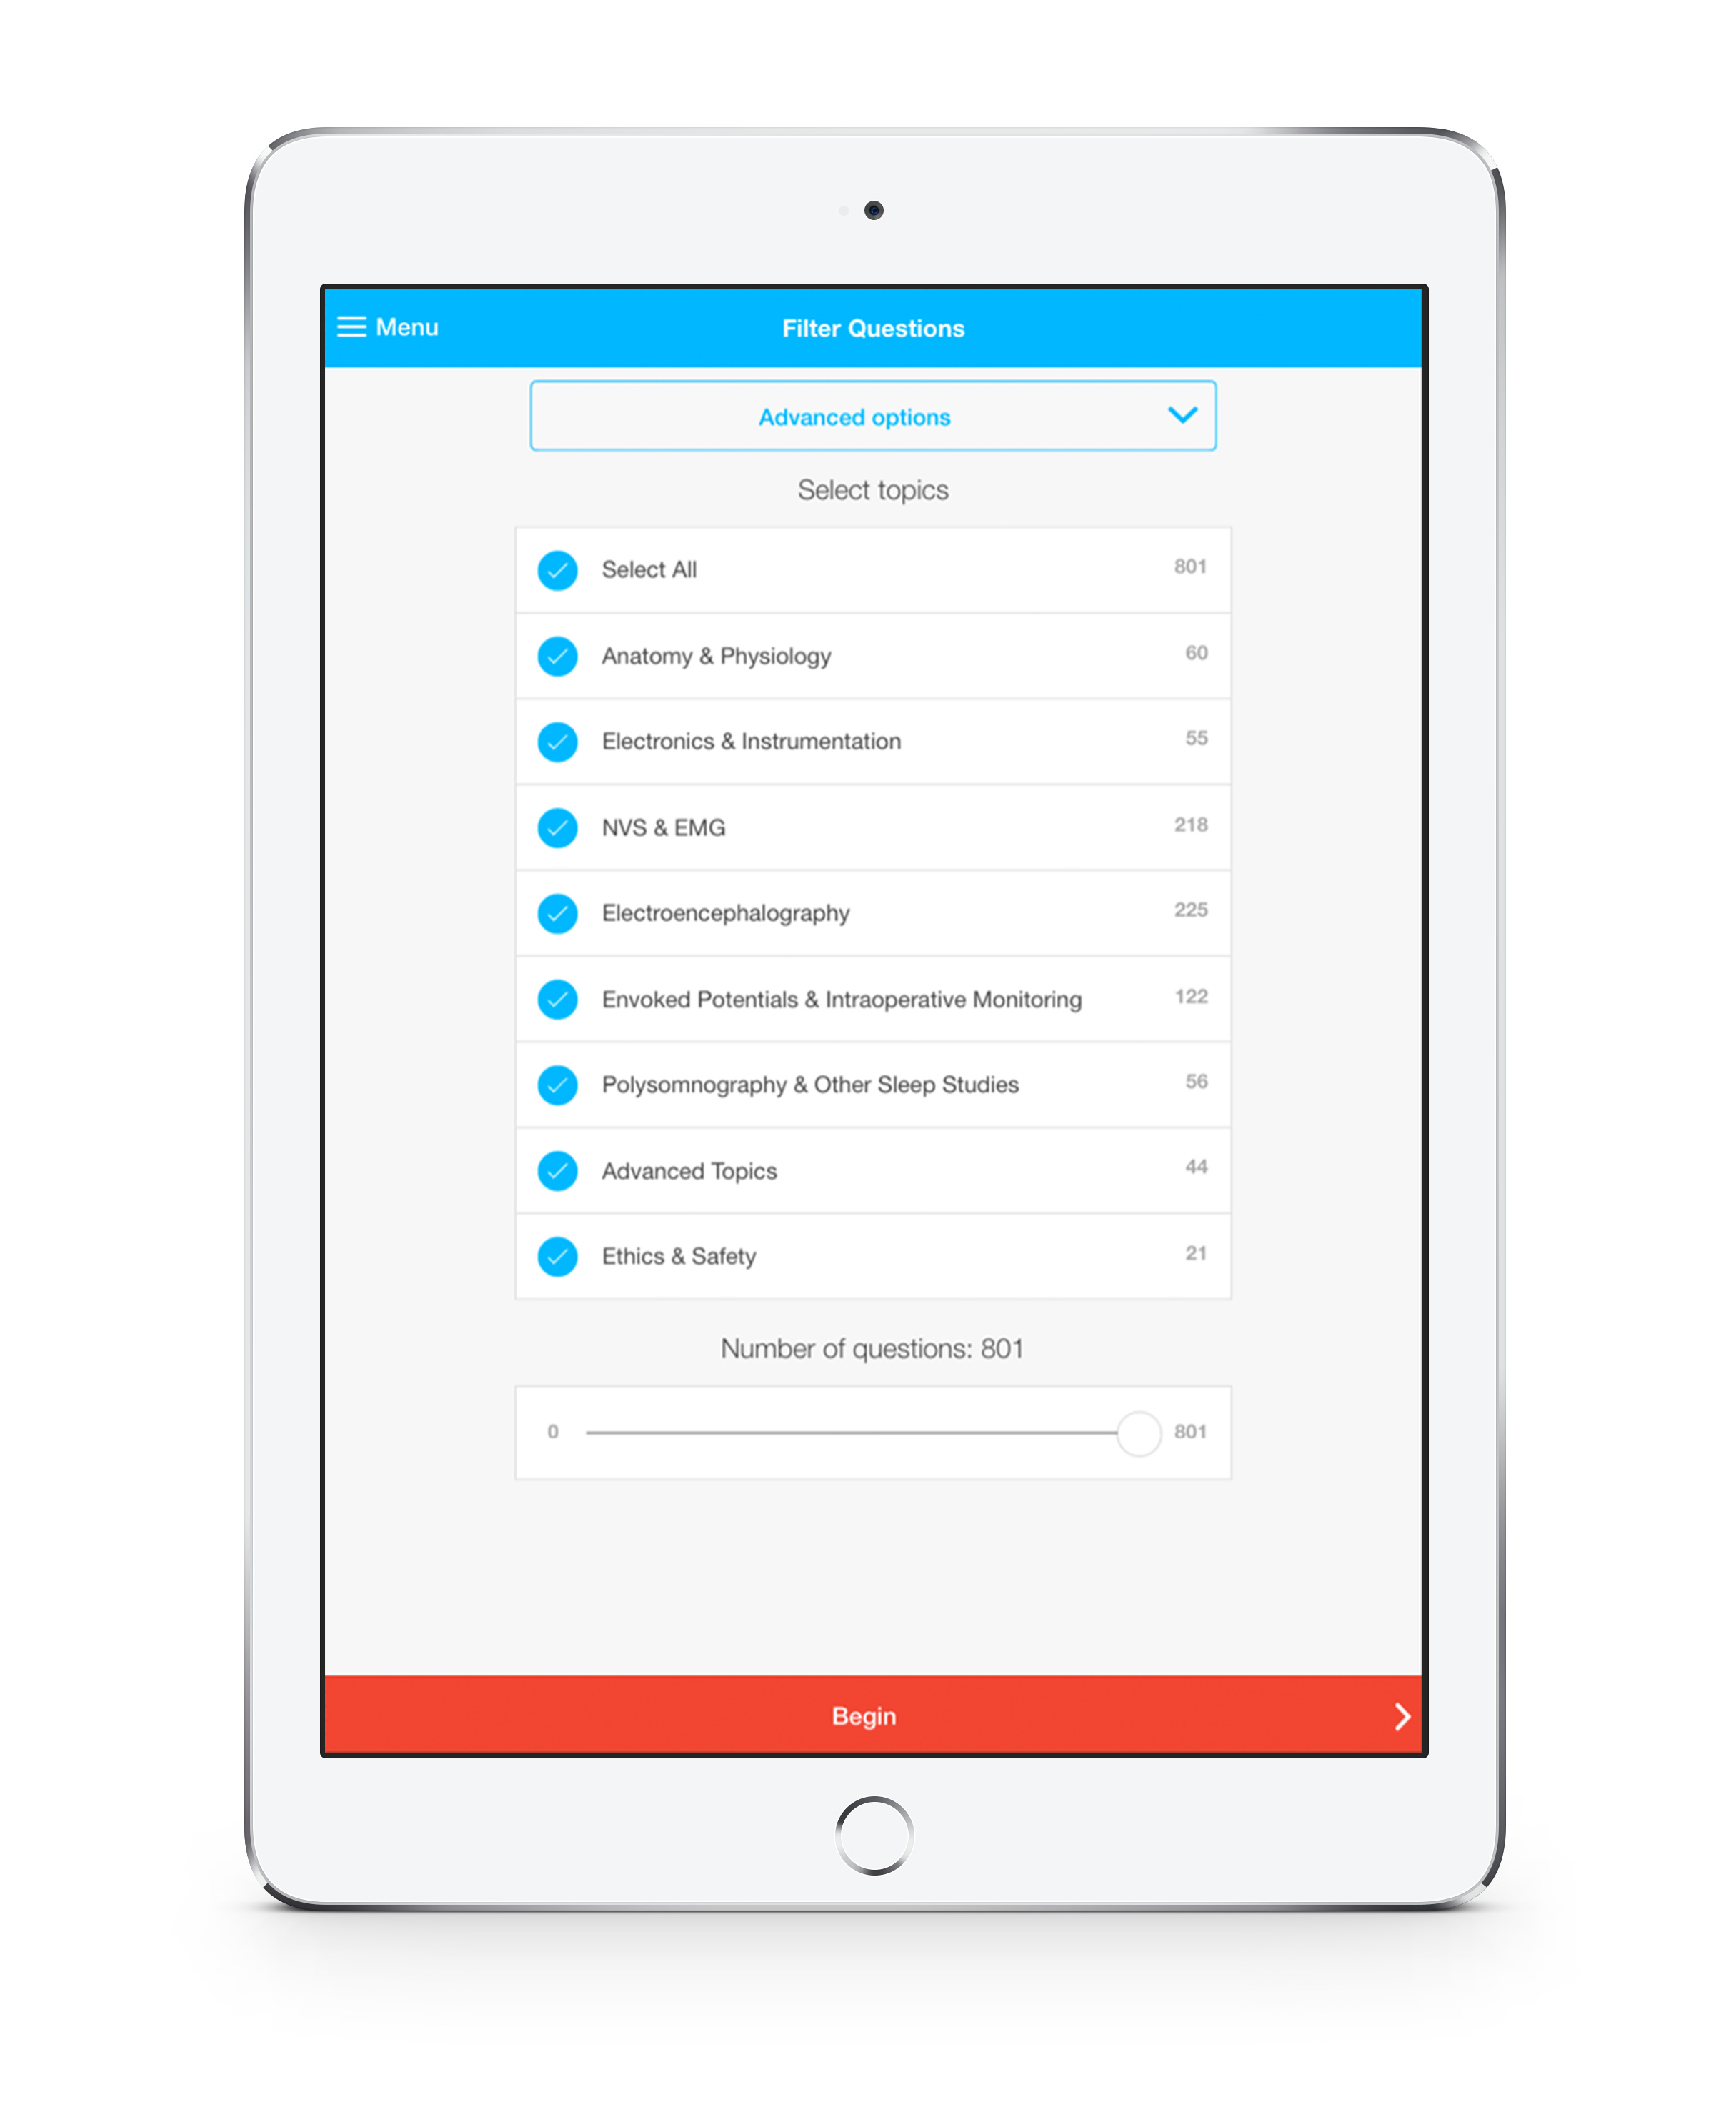 Menu
Filter Questions
Advanced options
Select topics
Select All 801
Anatomy & Physiology 60
Electronics & Instrumentation 55
NVS & EMG 218
Electroencephalography 225
Envoked Potentials & Intraoperative Monitoring 122
Polysomnography & Other Sleep Studies 56
Advanced Topics 44
Ethics & Safety 21
Number of questions: 801
0 801
Begin